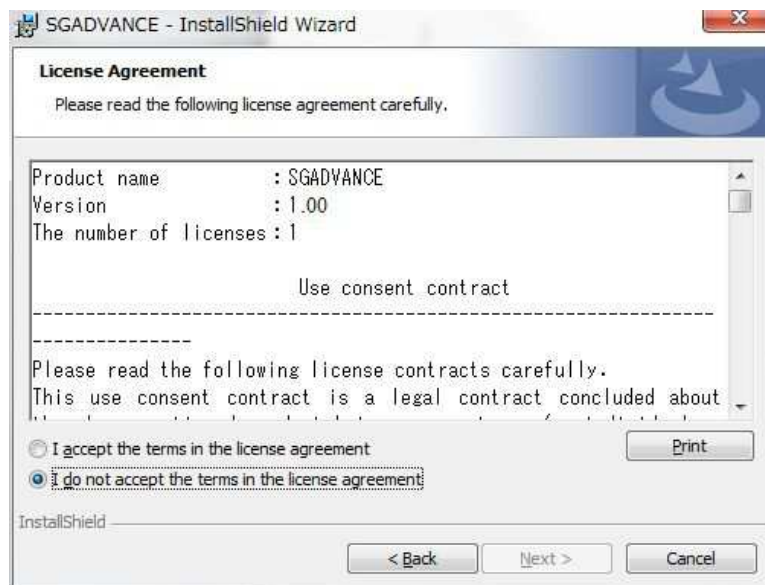 SGADVANCE - InstallShield Wizard
License Agreement
Please read the following license agreement carefully.
Product name : SGADVANCE
Version : 1.00
The number of licenses : 1
Use consent contract
----------------------------------------------------------------
---------------
Please read the following license contracts carefully.
This use consent contract is a legal contract concluded about
I accept the terms in the license agreement
Print
I do not accept the terms in the license agreement
InstallShield
< Back
Next >
Cancel